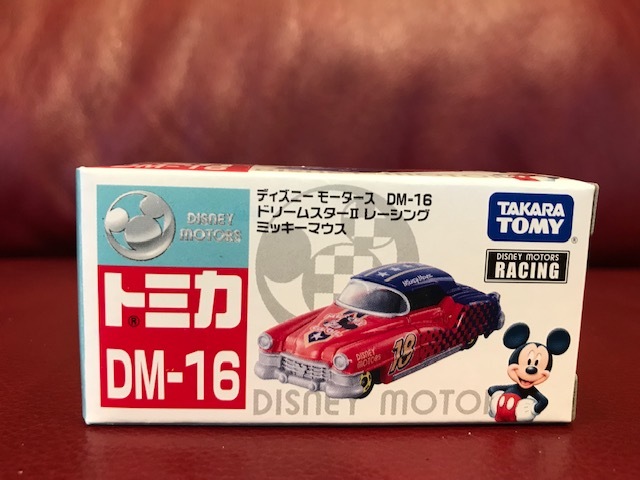 DISNEY
MOTORS
トミカ
®
DM-16
ディズニー モータース DM-16
ドリームスターII レーシング
ミッキーマウス
TAKARA
TOMY
®
DISNEY MOTORS
RACING
DISNEY
MOTORS
DISNEY MOTOR